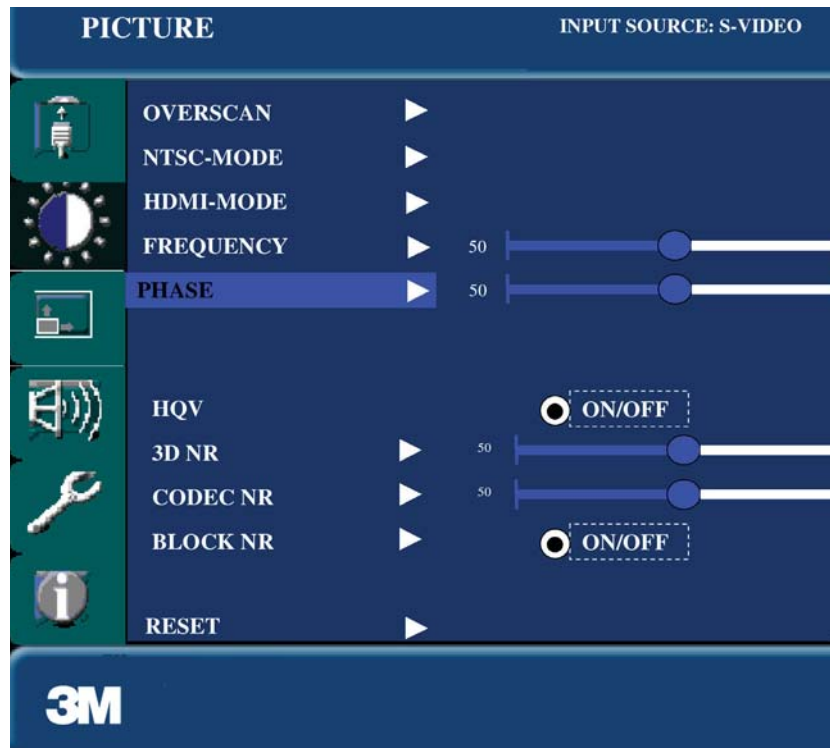 PICTURE INPUT SOURCE: S-VIDEO
OVERSCAN
NTSC-MODE
HDMI-MODE
FREQUENCY 50
PHASE 50
HQV ON/OFF
3D NR 50
CODEC NR 50
BLOCK NR ON/OFF
RESET
3M